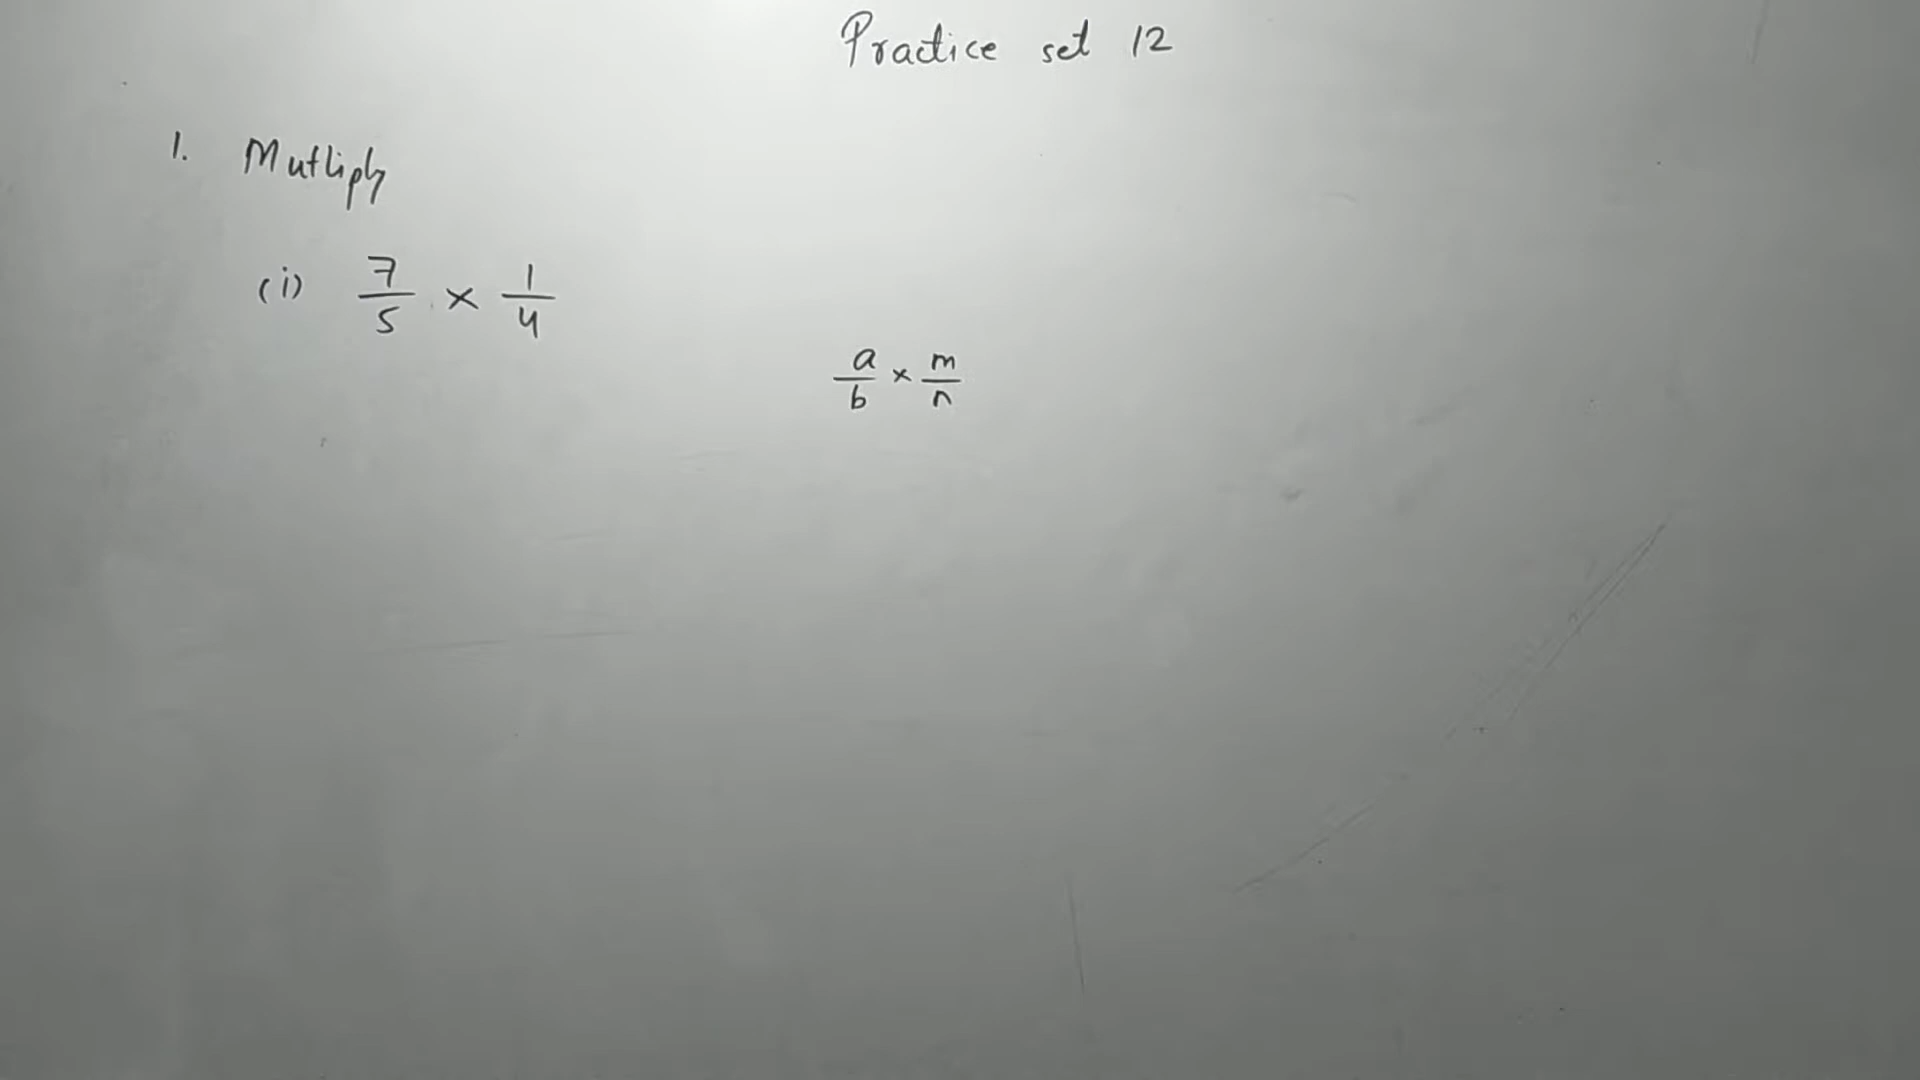 Practice set 12
1. Mutliply
(i) 7/5 × 1/4
a/b × m/n